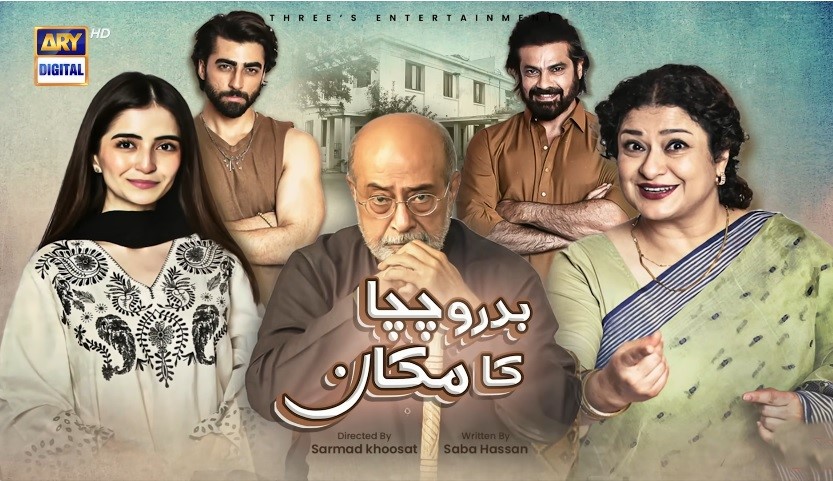 THREE'S ENTERTAINMENT
ARY HD
DIGITAL
بدرو چچا
کا مکان
Directed By
Sarmad khoosat
Written By
Saba Hassan